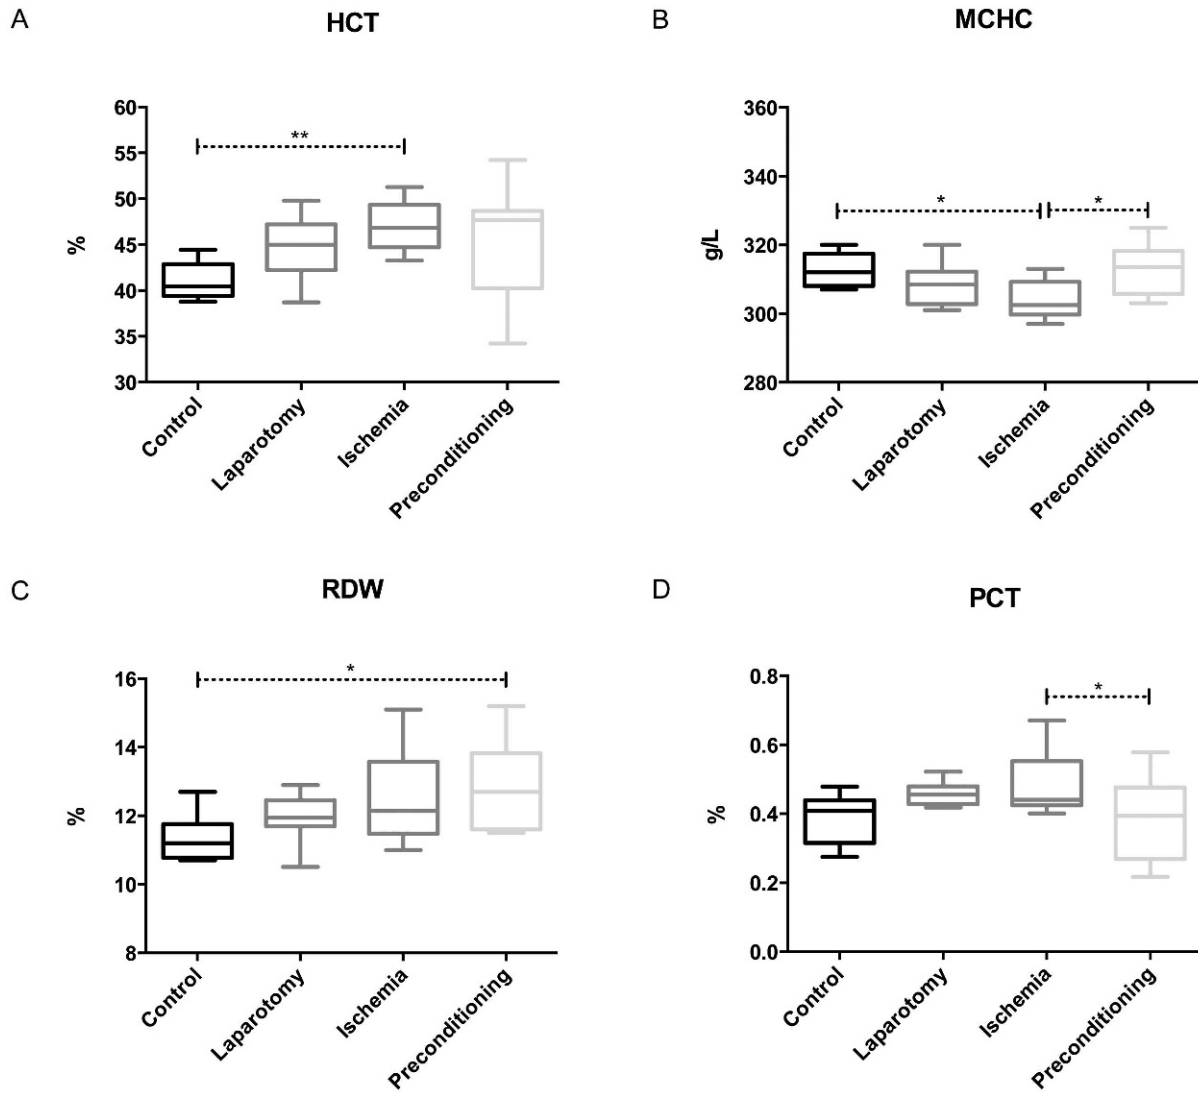 A
HCT
60
55
50
45
40
35
30
%
**
Control
Laparotomy
Ischemia
Preconditioning
B
MCHC
360
340
320
300
280
g/L
*
*
Control
Laparotomy
Ischemia
Preconditioning
C
RDW
16
14
12
10
8
%
*
Control
Laparotomy
Ischemia
Preconditioning
D
PCT
0.8
0.6
0.4
0.2
0.0
%
*
Control
Laparotomy
Ischemia
Preconditioning